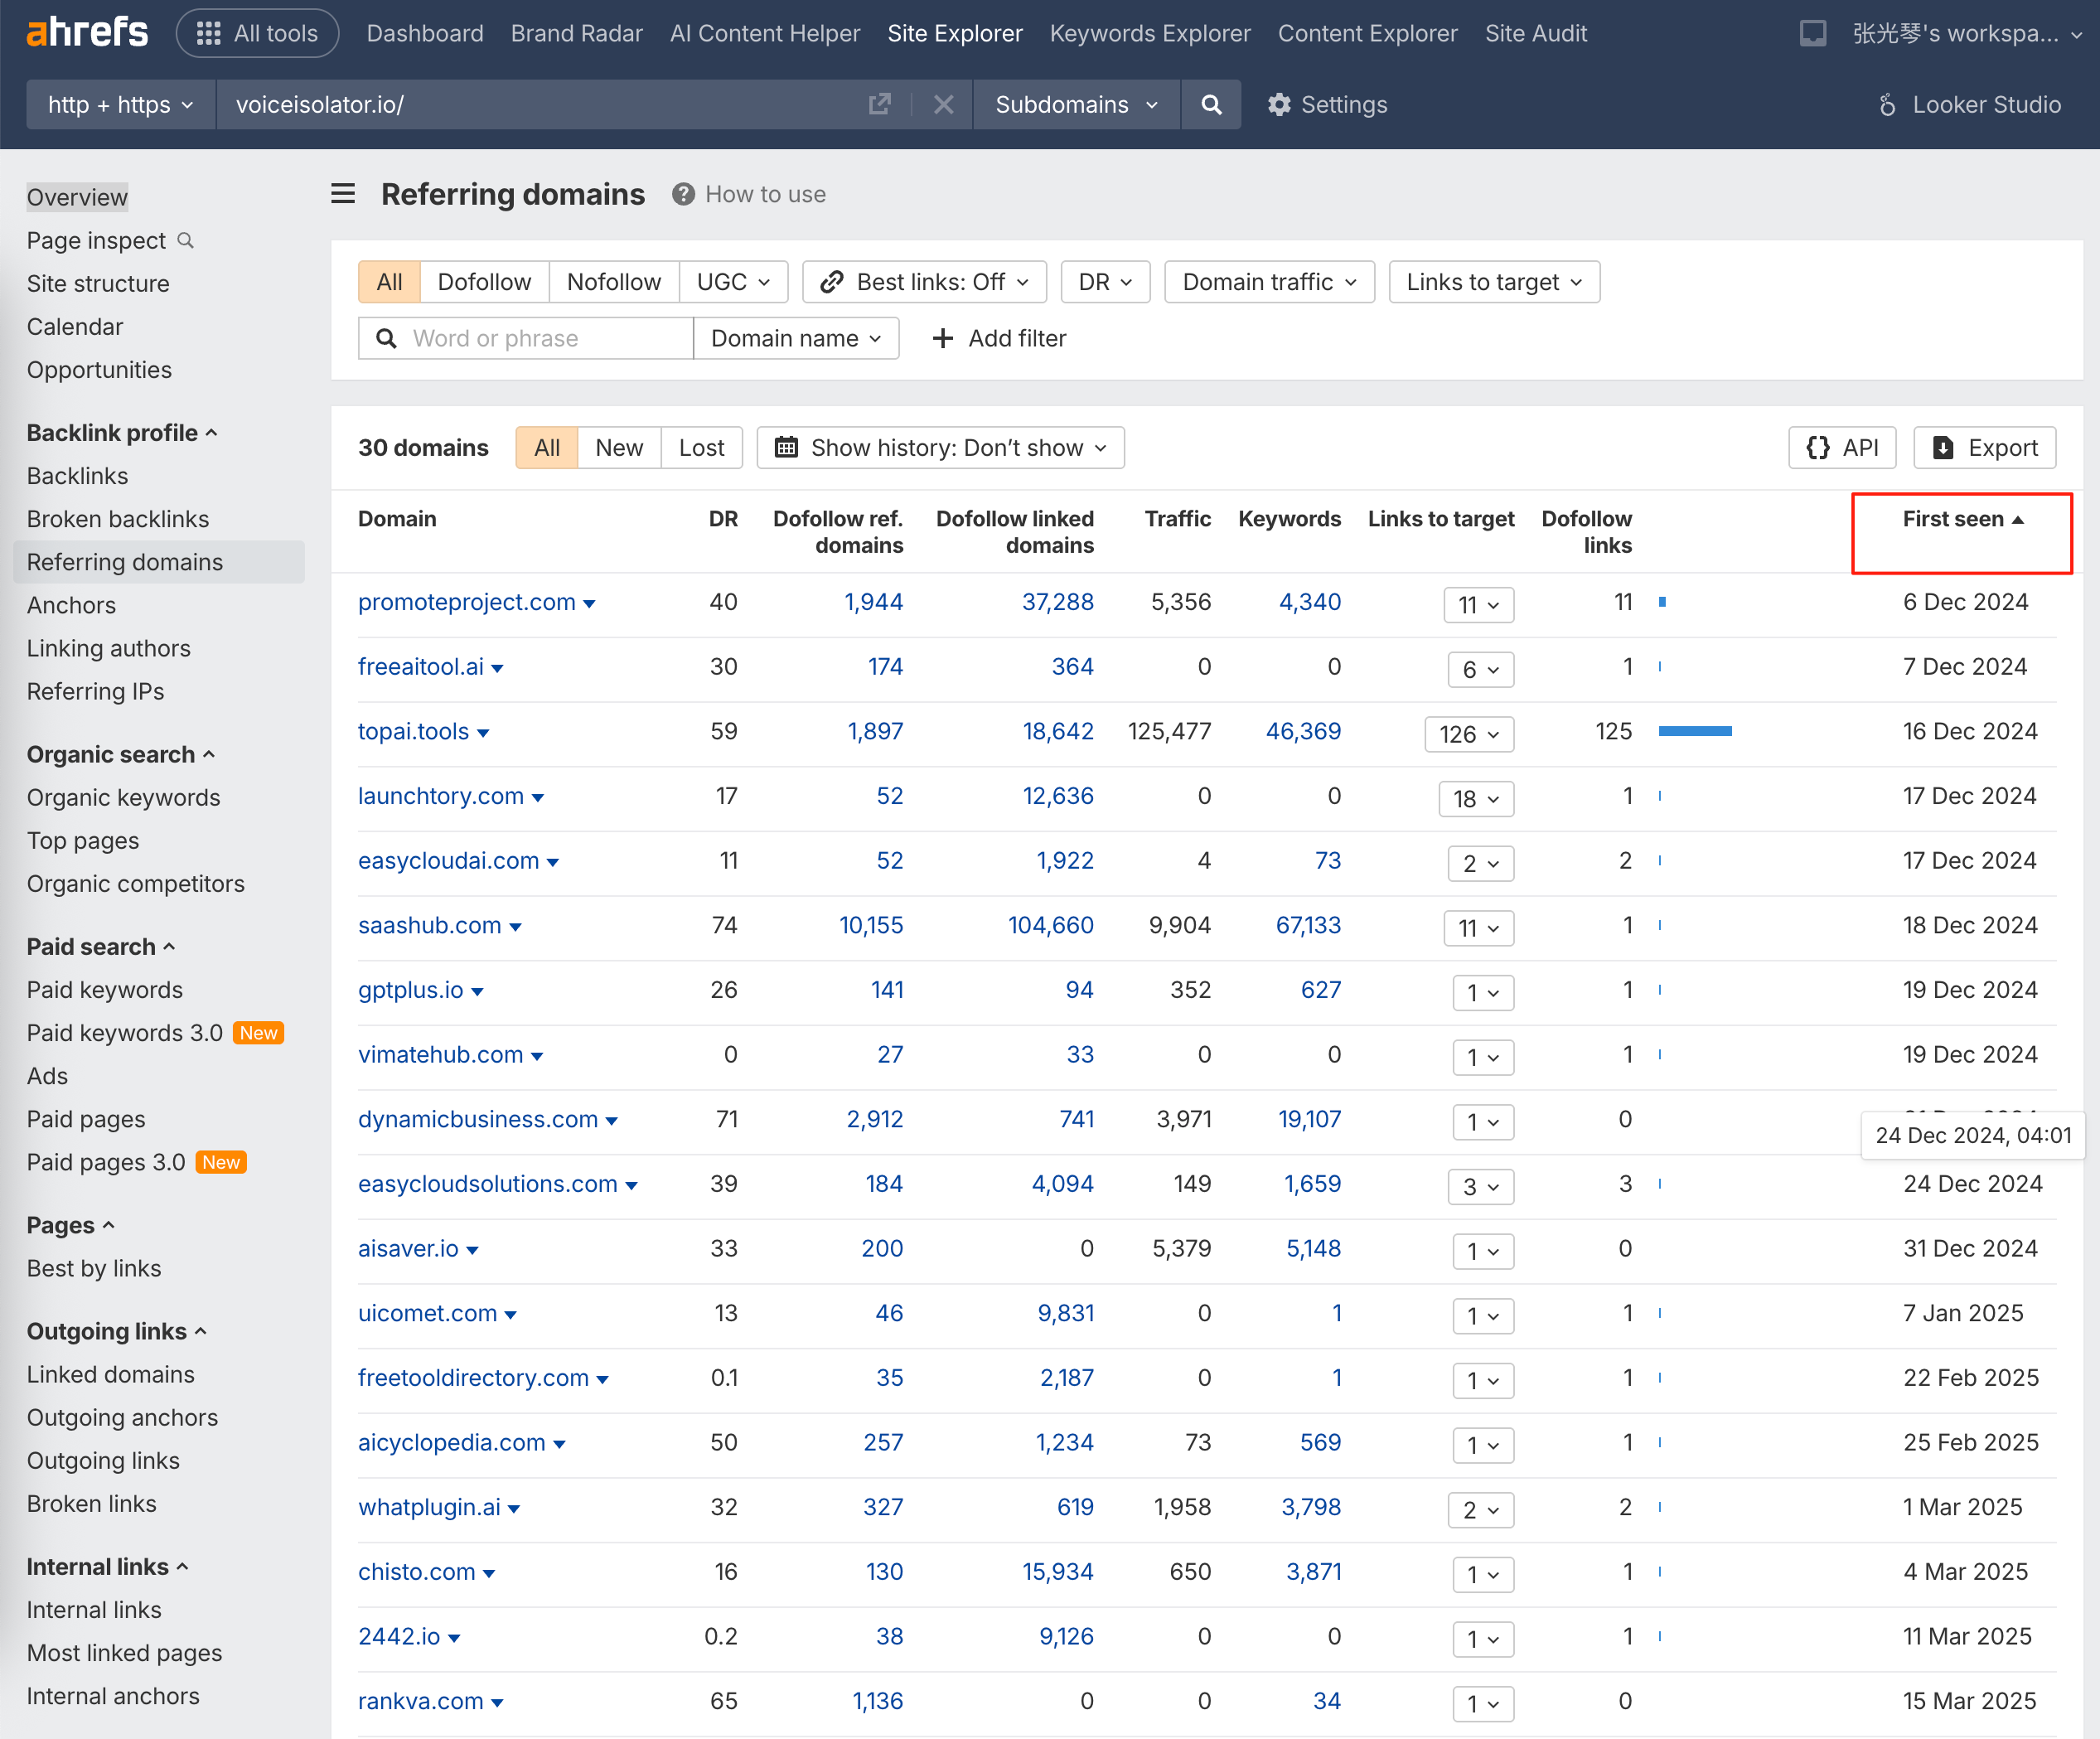 ahrefs All tools Dashboard Brand Radar AI Content Helper Site Explorer Keywords Explorer Content Explorer Site Audit 张光琴's workspa...
http + https voiceisolator.io/ Subdomains Settings Looker Studio
Overview
Page inspect
Site structure
Calendar
Opportunities
Backlink profile
Backlinks
Broken backlinks
Referring domains
Anchors
Linking authors
Referring IPs
Organic search
Organic keywords
Top pages
Organic competitors
Paid search
Paid keywords
Paid keywords 3.0 New
Ads
Paid pages
Paid pages 3.0 New
Pages
Best by links
Outgoing links
Linked domains
Outgoing anchors
Outgoing links
Broken links
Internal links
Internal links
Most linked pages
Internal anchors
Referring domains ? How to use
All Dofollow Nofollow UGC Best links: Off DR Domain traffic Links to target
Word or phrase Domain name + Add filter
30 domains All New Lost Show history: Don’t show {} API Export
Domain DR Dofollow ref. domains Dofollow linked domains Traffic Keywords Links to target Dofollow links First seen
promoteproject.com 40 1,944 37,288 5,356 4,340 11 11 6 Dec 2024
freeaitool.ai 30 174 364 0 0 6 1 7 Dec 2024
topai.tools 59 1,897 18,642 125,477 46,369 126 125 16 Dec 2024
launchtory.com 17 52 12,636 0 0 18 1 17 Dec 2024
easycloudai.com 11 52 1,922 4 73 2 2 17 Dec 2024
saashub.com 74 10,155 104,660 9,904 67,133 11 1 18 Dec 2024
gptplus.io 26 141 94 352 627 1 1 19 Dec 2024
vimatehub.com 0 27 33 0 0 1 1 19 Dec 2024
dynamicbusiness.com 71 2,912 741 3,971 19,107 1 0
24 Dec 2024, 04:01
easycloudsolutions.com 39 184 4,094 149 1,659 3 3 24 Dec 2024
aisaver.io 33 200 0 5,379 5,148 1 0 31 Dec 2024
uicomet.com 13 46 9,831 0 1 1 1 7 Jan 2025
freetooldirectory.com 0.1 35 2,187 0 1 1 1 22 Feb 2025
aicyclopedia.com 50 257 1,234 73 569 1 1 25 Feb 2025
whatplugin.ai 32 327 619 1,958 3,798 2 2 1 Mar 2025
chisto.com 16 130 15,934 650 3,871 1 1 4 Mar 2025
2442.io 0.2 38 9,126 0 0 1 1 11 Mar 2025
rankva.com 65 1,136 0 0 34 1 0 15 Mar 2025